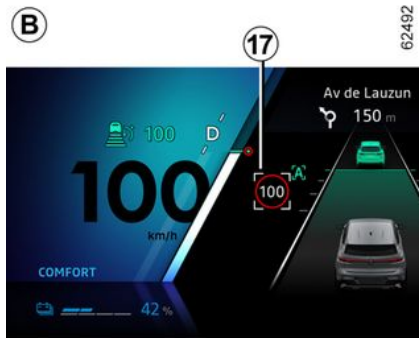 B
17
62492
Av de Lauzun
150 m
100
D
A
100
100
km/h
COMFORT
42 %